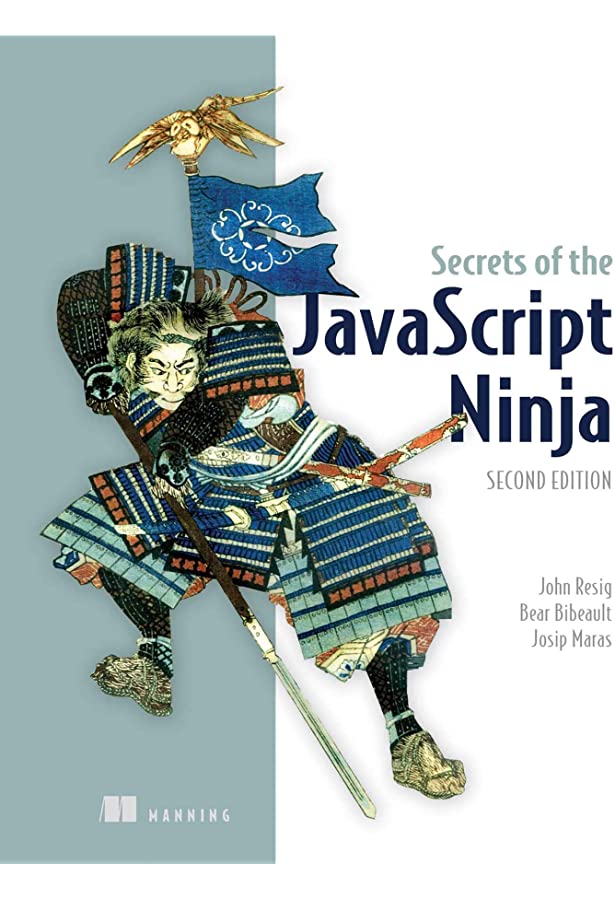 Secrets of the
JavaScript
Ninja
SECOND EDITION
John Resig
Bear Bibeault
Josip Maras
MANNING